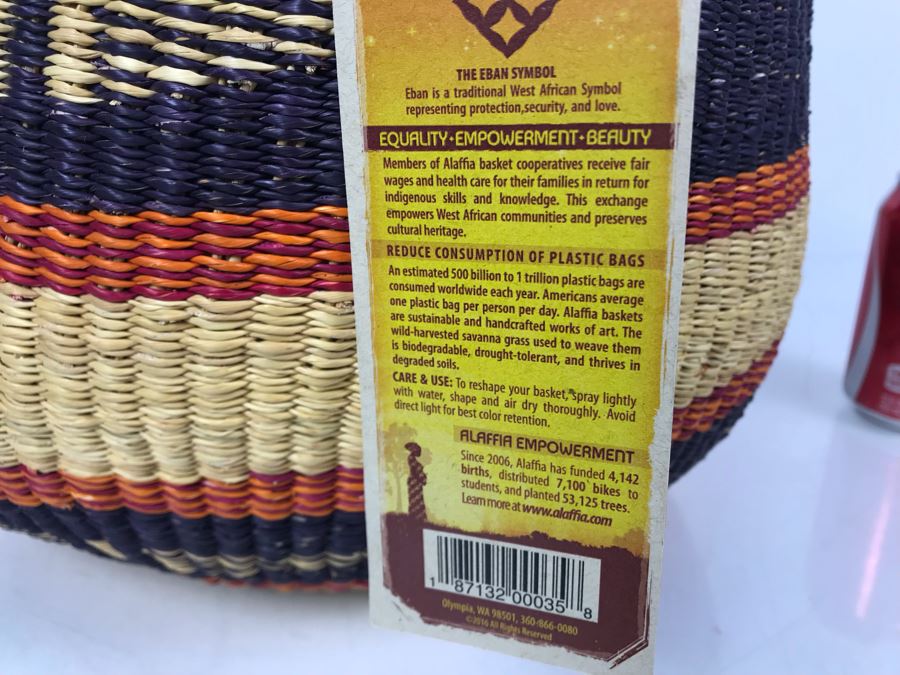 THE EBAN SYMBOL
Eban is a traditional West African Symbol
representing protection,security, and love.
EQUALITY•EMPOWERMENT•BEAUTY
Members of Alaffia basket cooperatives receive fair
wages and health care for their families in return for
indigenous skills and knowledge. This exchange
empowers West African communities and preserves
cultural heritage.
REDUCE CONSUMPTION OF PLASTIC BAGS
An estimated 500 billion to 1 trillion plastic bags are
consumed worldwide each year. Americans average
one plastic bag per person per day. Alaffia baskets
are sustainable and handcrafted works of art. The
wild-harvested savanna grass used to weave them
is biodegradable, drought-tolerant, and thrives in
degraded soils.
CARE & USE: To reshape your basket, spray lightly
with water, shape and air dry thoroughly. Avoid
direct light for best color retention.
ALAFFIA EMPOWERMENT
Since 2006, Alaffia has funded 4,142
births, distributed 7,100 bikes to
students, and planted 53,125 trees.
Learn more at www.alaffia.com
1 87132 00035 8
Olympia, WA 98501, 360-866-0080
©2016 All Rights Reserved